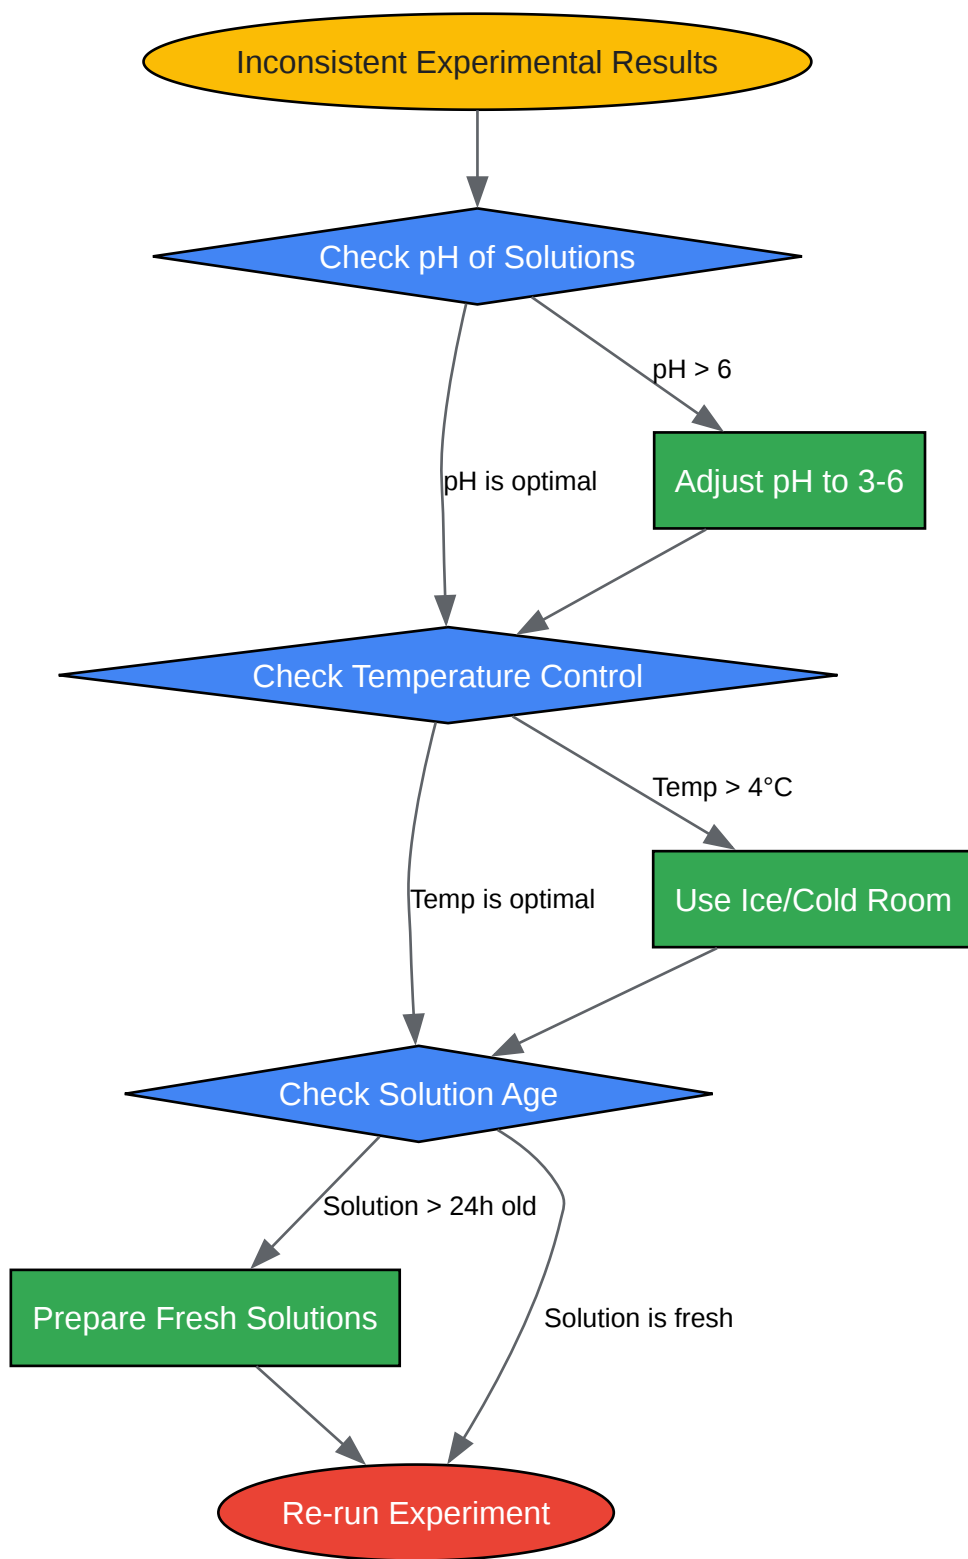 Inconsistent Experimental Results
Check pH of Solutions
pH > 6
pH is optimal
Adjust pH to 3-6
Check Temperature Control
Temp > 4°C
Temp is optimal
Use Ice/Cold Room
Check Solution Age
Solution > 24h old
Prepare Fresh Solutions
Solution is fresh
Re-run Experiment